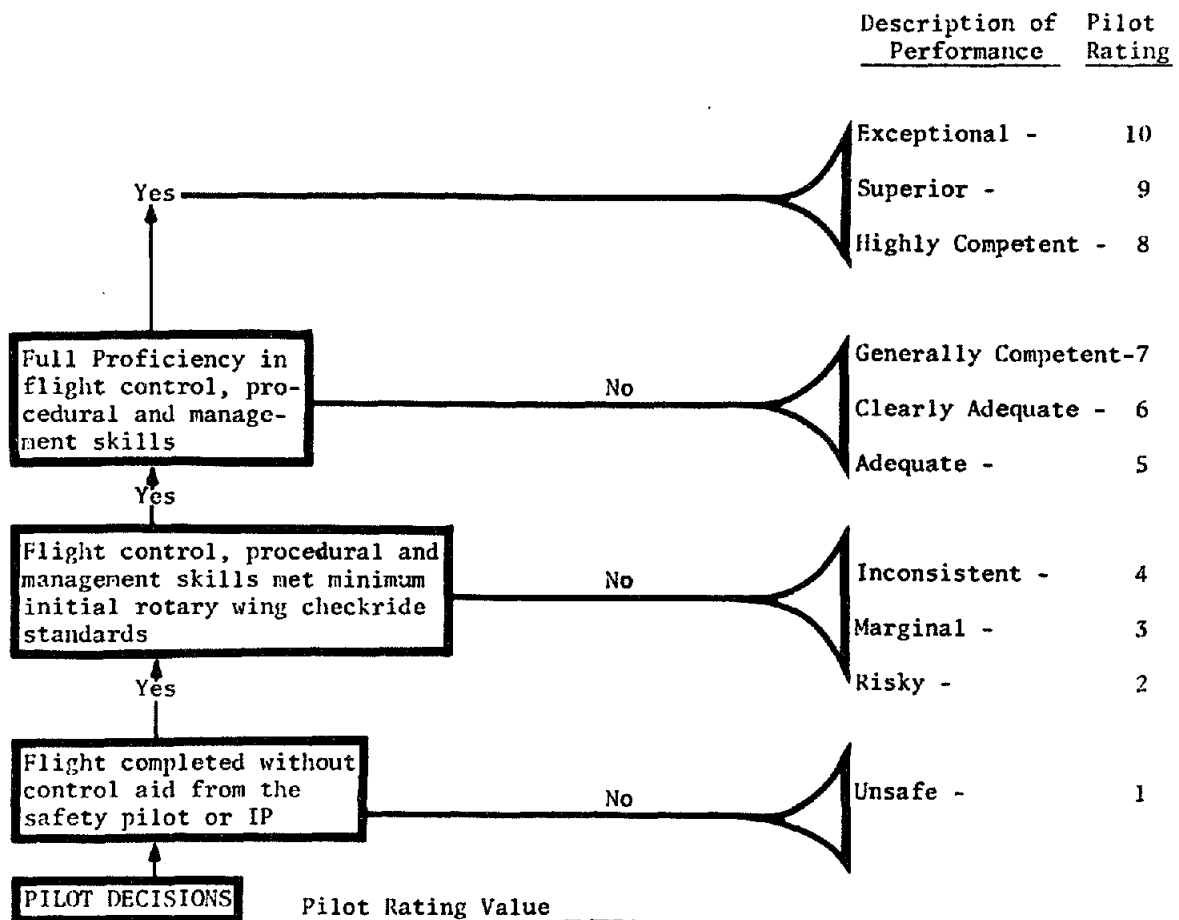 Description of Pilot
Performance Rating
Exceptional - 10
Yes
Superior - 9
Highly Competent - 8
Full Proficiency in
flight control, pro-
cedural and manage-
ment skills
No
Generally Competent-7
Clearly Adequate - 6
Adequate - 5
Yes
Flight control, procedural and
management skills met minimum
initial rotary wing checkride
standards
No
Inconsistent - 4
Marginal - 3
Risky - 2
Yes
Flight completed without
control aid from the
safety pilot or IP
No
Unsafe - 1
PILOT DECISIONS
Pilot Rating Value